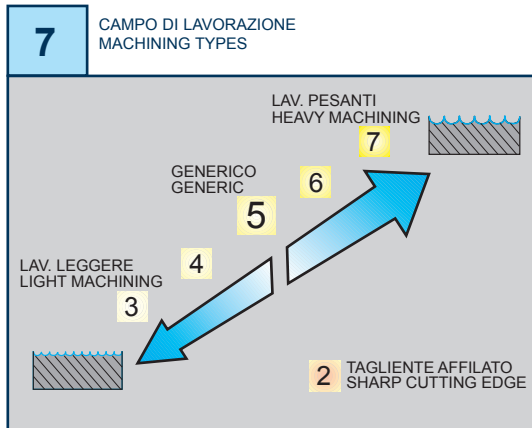 7
CAMPO DI LAVORAZIONE
MACHINING TYPES
LAV. PESANTI
HEAVY MACHINING
7
6
GENERICO
GENERIC
5
4
LAV. LEGGERE
LIGHT MACHINING
3
2
TAGLIENTE AFFILATO
SHARP CUTTING EDGE